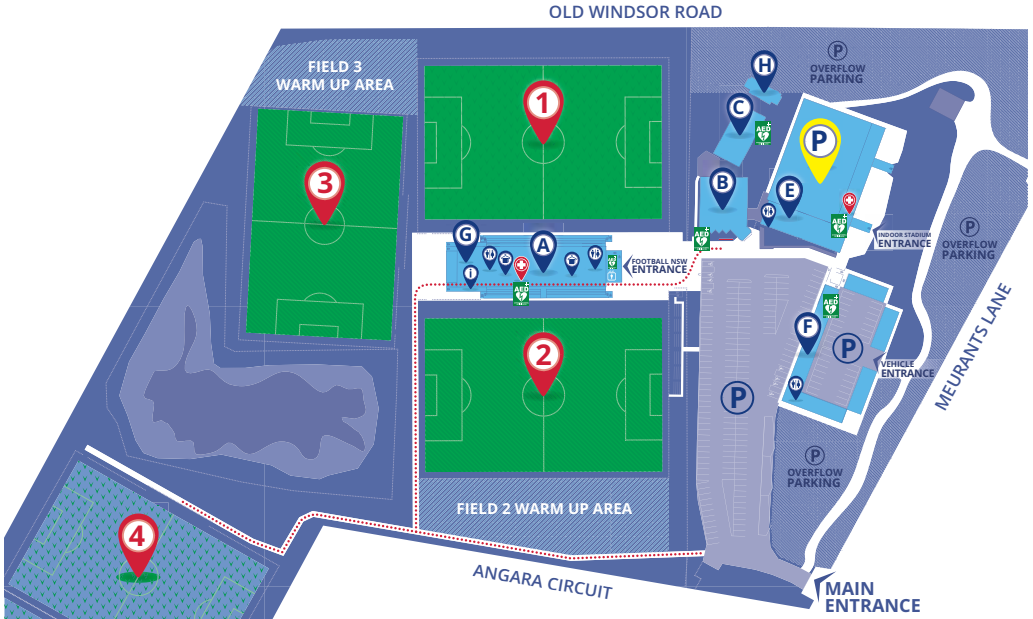 OLD WINDSOR ROAD
FIELD 3
WARM UP AREA
P
OVERFLOW
PARKING
H
C
AED
1
P
3
B
E
AED
P
OVERFLOW
PARKING
INDOOR STADIUM
ENTRANCE
G
A
i
AED
FOOTBALL NSW
ENTRANCE
AED
AED
AED
F
P
VEHICLE
ENTRANCE
MEURANTS LANE
2
P
P
OVERFLOW
PARKING
FIELD 2 WARM UP AREA
4
ANGARA CIRCUIT
MAIN
ENTRANCE